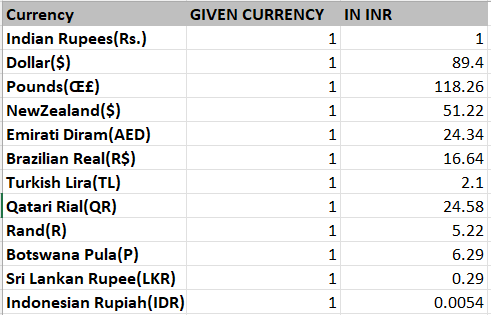 Currency GIVEN CURRENCY IN INR
Indian Rupees(Rs.) 1 1
Dollar($) 1 89.4
Pounds(Œ£) 1 118.26
NewZealand($) 1 51.22
Emirati Diram(AED) 1 24.34
Brazilian Real(R$) 1 16.64
Turkish Lira(TL) 1 2.1
Qatari Rial(QR) 1 24.58
Rand(R) 1 5.22
Botswana Pula(P) 1 6.29
Sri Lankan Rupee(LKR) 1 0.29
Indonesian Rupiah(IDR) 1 0.0054